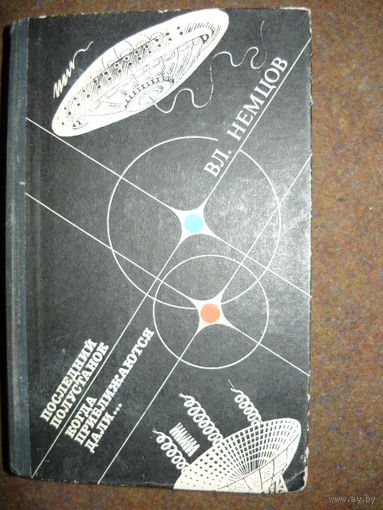 ВЛ. НЕМЦОВ
ПОСЛЕДНИЙ
ПОЛУСТАНОК
КОГДА
ПРИБЛИЖАЮТСЯ
ДАЛИ...
www.ay.by